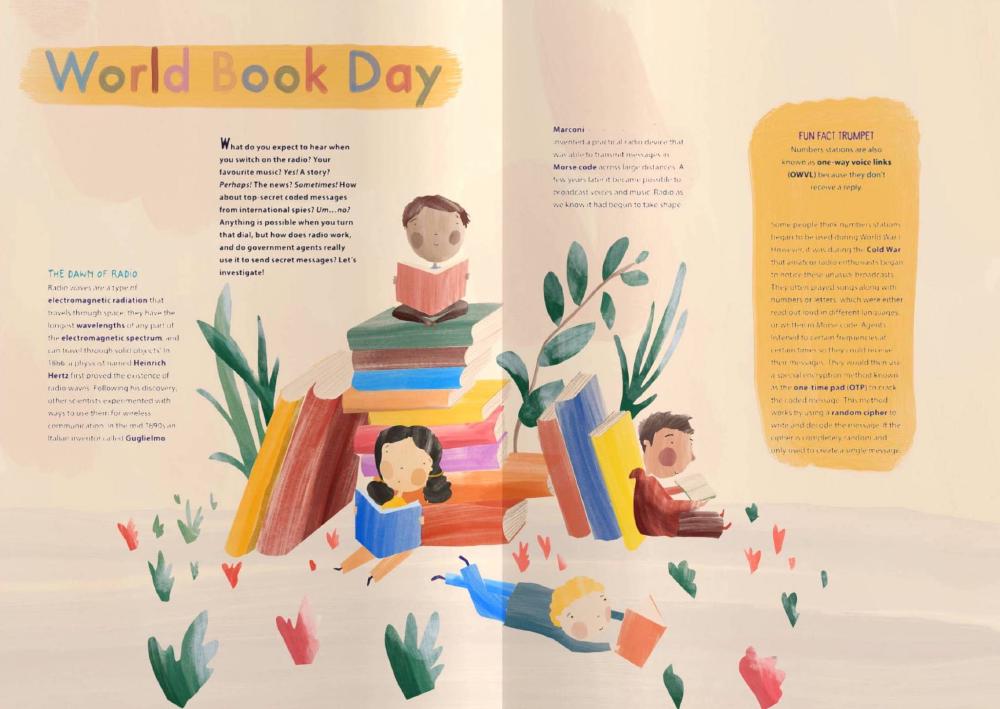 World Book Day
What do you expect to hear when
you switch on the radio? Your
favourite music? Yes! A story?
Perhaps! The news? Sometimes! How
about top-secret coded messages
from international spies? Um...no?
Anything is possible when you turn
that dial, but how does radio work,
and do government agents really
use it to send secret messages? Let's
investigate!
THE DAWN OF RADIO
Radio waves are a type of
electromagnetic radiation that
travels through space; they have the
longest wavelengths of any part of
the electromagnetic spectrum, and
can travel through solid objects! In
a physicist named Heinrich
Hertz first proved the existence of
radio waves. Following his discovery,
other scientists experimented with
ways to use them for wireless
communication. In the mid 1890s an
Italian inventor called Guglielmo
Marconi
invented a practical radio device that
was able to transmit messages in
Morse code across large distances. A
few years later it became possible to
broadcast voices and music. Radio as
we know it had begun to take shape.
FUN FACT TRUMPET
Numbers stations are also
known as one-way voice links
(OWVL) because they don't
receive a reply.
Some people think numbers stations
began to be used during World War I.
However, it was during the Cold War
that amateur radio enthusiasts began
to notice these unusual broadcasts.
They often played songs along with
numbers or letters, which were either
read out loud in different languages,
or written in Morse code. Agents
listened to certain frequencies at
certain times so they could receive
their messages. They would then use
a special encryption method known
as the one-time pad (OTP) to crack
the coded message. This method
works by using a random cipher to
write and decode the message. If the
cipher is completely random and
only used to create a single message,